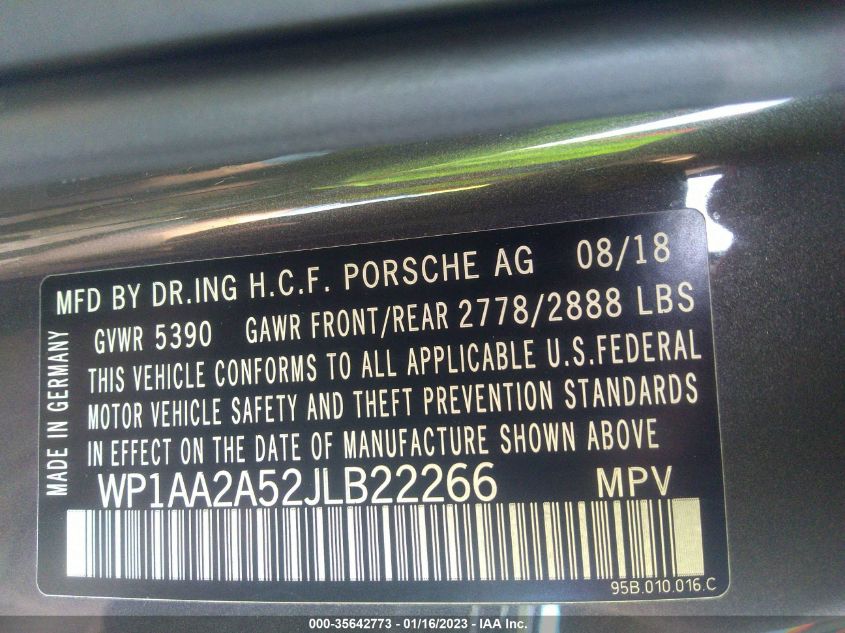 MFD BY DR.ING H.C.F. PORSCHE AG 08/18
GVWR 5390 GAWR FRONT/REAR 2778/2888 LBS
THIS VEHICLE CONFORMS TO ALL APPLICABLE U.S.FEDERAL
MOTOR VEHICLE SAFETY AND THEFT PREVENTION STANDARDS
IN EFFECT ON THE DATE OF MANUFACTURE SHOWN ABOVE
MADE IN GERMANY
WP1AA2A52JLB22266 MPV
95B.010.016.C
000-35642773 - 01/16/2023 - IAA Inc.